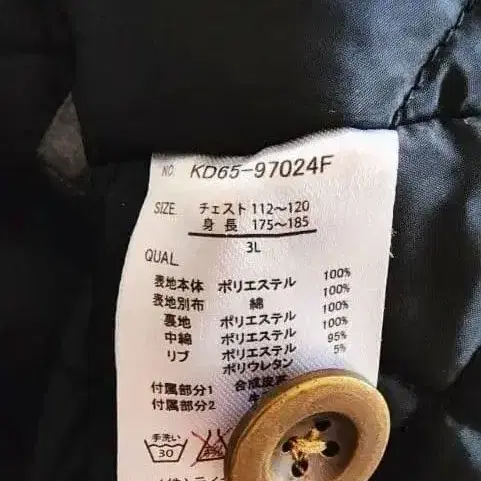 NO. KD65-97024F
SIZE. チェスト 112～120
身長 175～185
3L
QUAL
表地本体 ポリエステル 100%
表地別布 綿 100%
裏地 ポリエステル 100%
中綿 ポリエステル 100%
リブ ポリエステル 95%
ポリウレタン 5%
付属部分1 合成皮革
付属部分2
手洗い
30